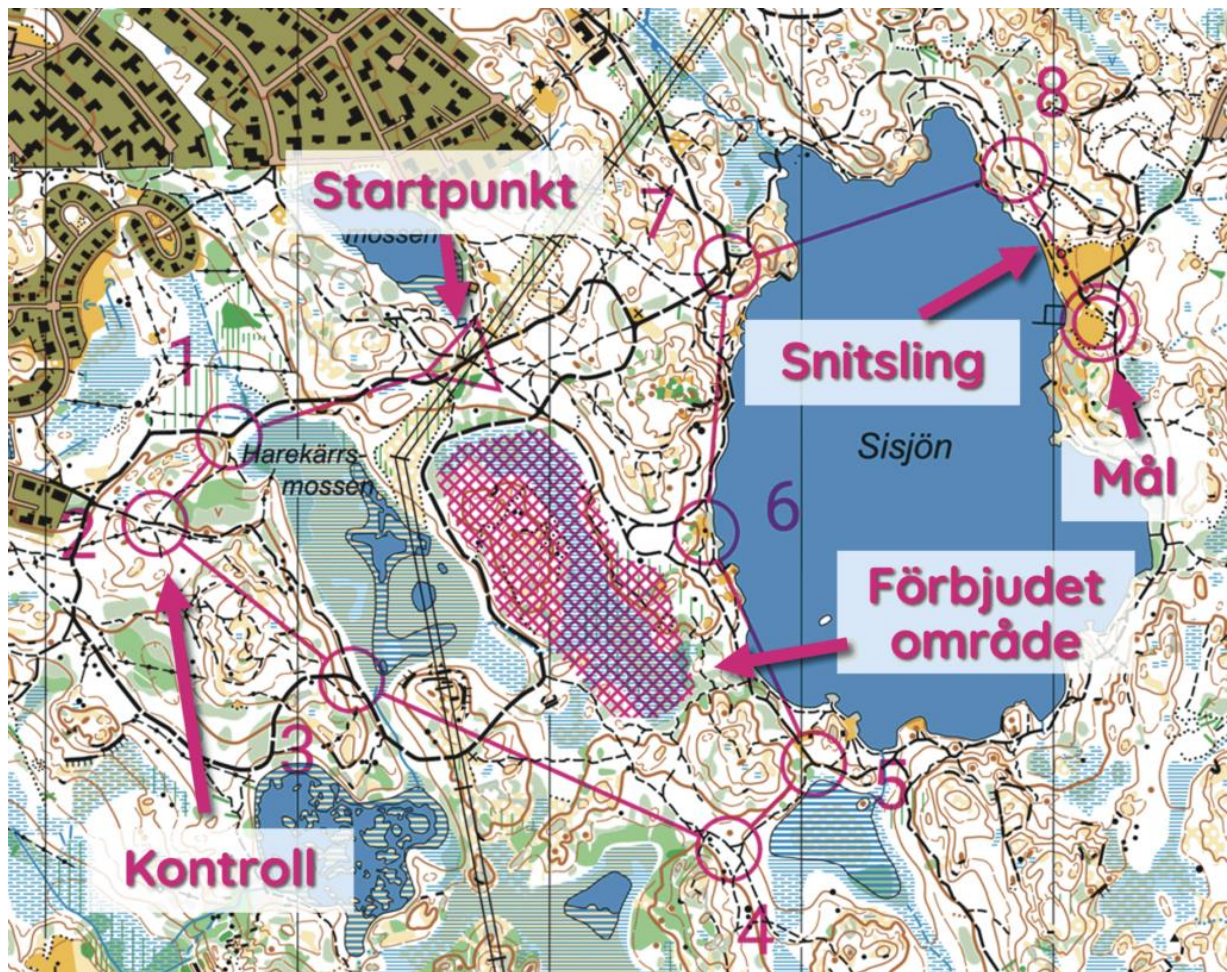 8
Startpunkt
mossen
7
Snitsling
1
Harekärrs-
mossen
Sisjön
Mål
2
6
Förbjudet
område
3
5
Kontroll
4